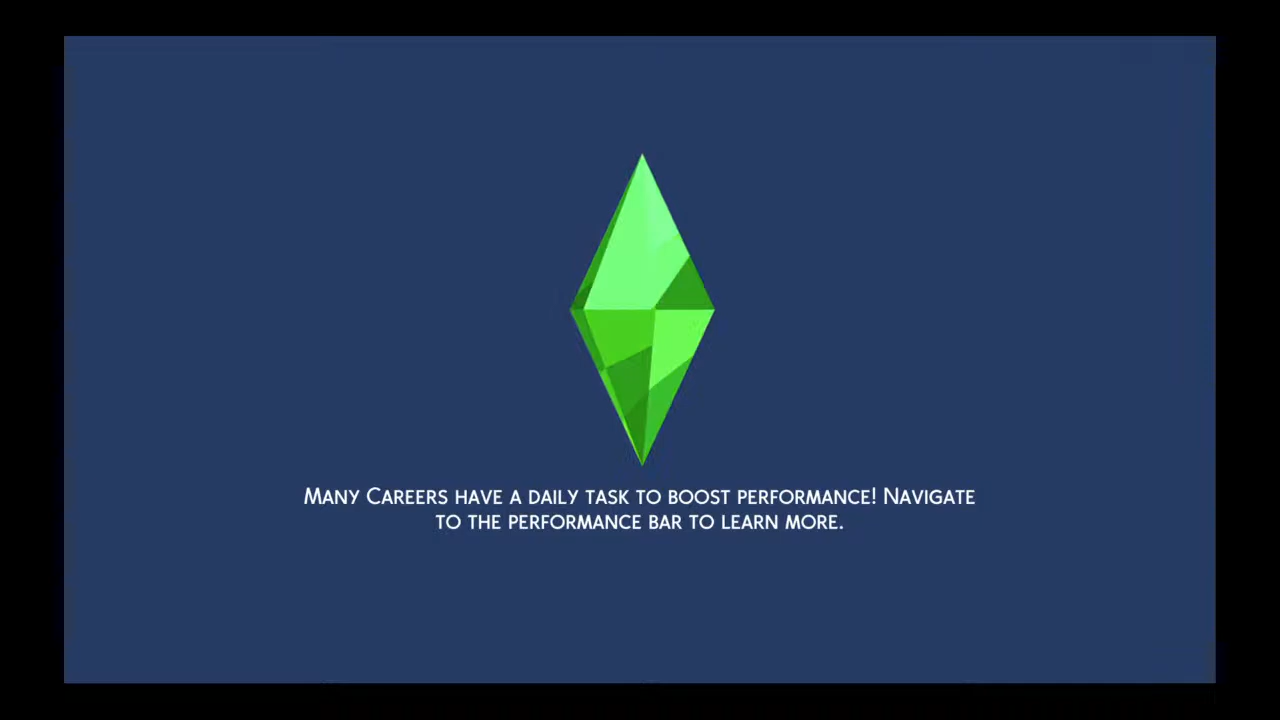 Many Careers have a daily task to boost performance! Navigate
to the performance bar to learn more.